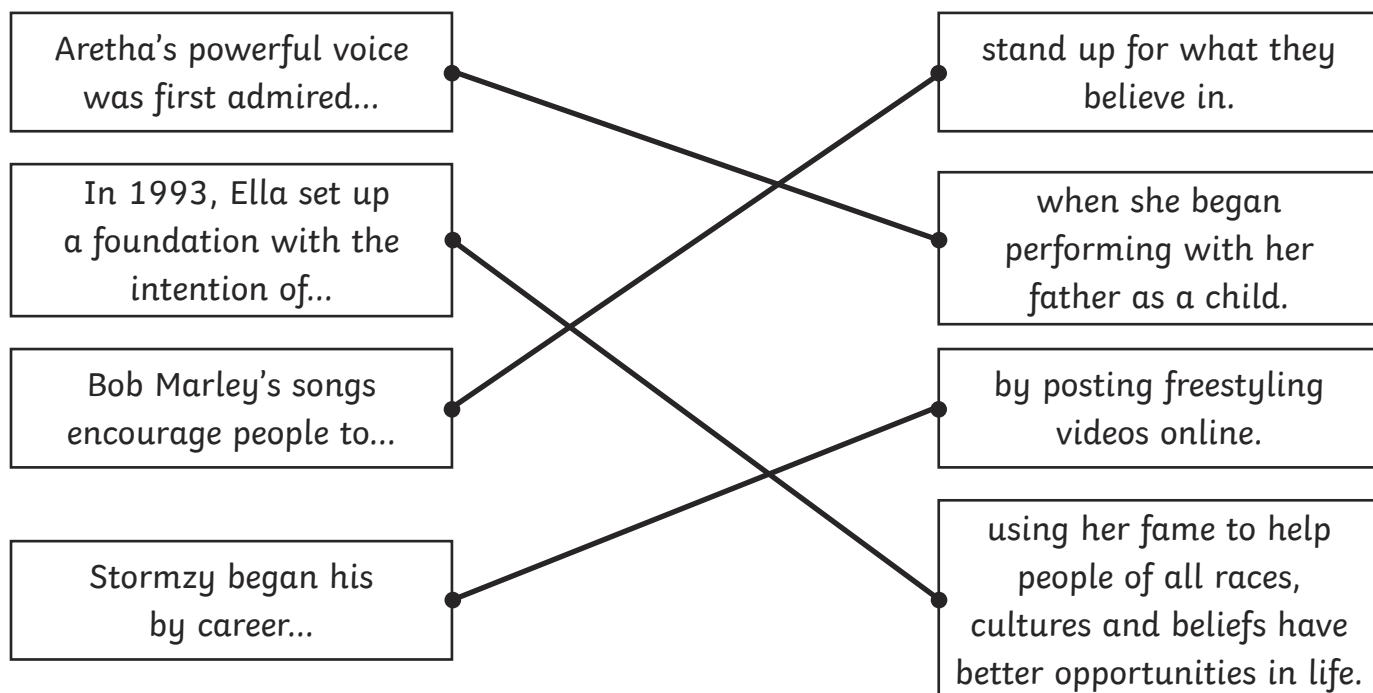 Aretha's powerful voice
was first admired...
In 1993, Ella set up
a foundation with the
intention of...
Bob Marley's songs
encourage people to...
Stormzy began his
by career...
stand up for what they
believe in.
when she began
performing with her
father as a child.
by posting freestyling
videos online.
using her fame to help
people of all races,
cultures and beliefs have
better opportunities in life.